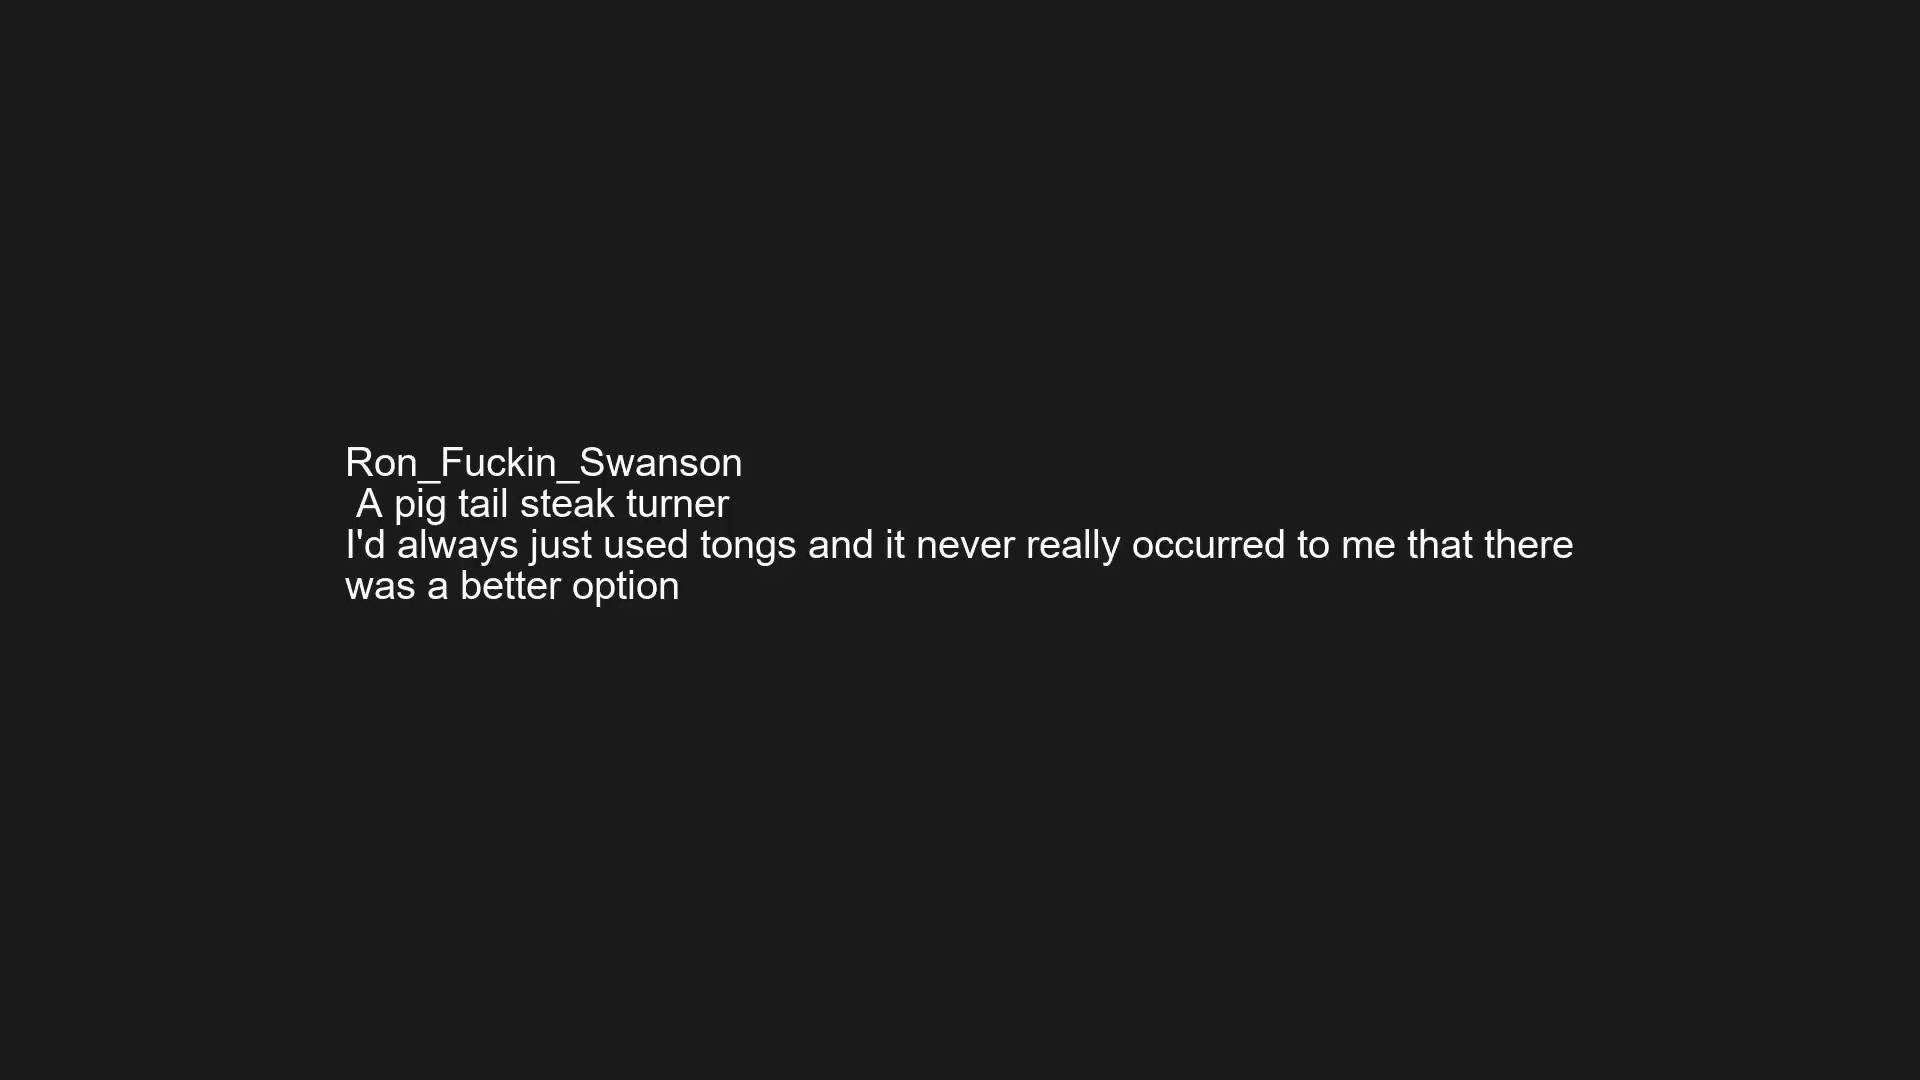 Ron_Fuckin_Swanson
A pig tail steak turner
I'd always just used tongs and it never really occurred to me that there
was a better option